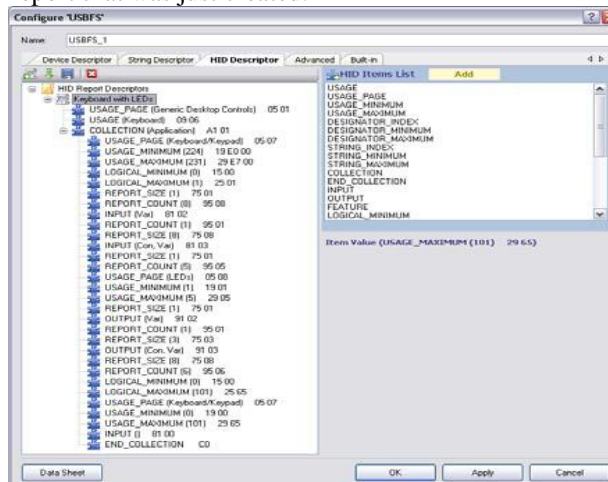 report that was just created.
Configure 'USBFS'
Name: USBFS_1
Device Descriptor String Descriptor HID Descriptor Advanced Built-in
HID Report Descriptors
Keyboard with LEDs
USAGE_PAGE (Generic Desktop Controls) 05 01
USAGE (Keyboard) 09 06
COLLECTION (Application) A1 01
USAGE_PAGE (Keyboard/Keypad) 05 07
USAGE_MINIMUM (224) 19 E0 00
USAGE_MAXIMUM (231) 29 E7 00
LOGICAL_MINIMUM (0) 15 00
LOGICAL_MAXIMUM (1) 25 01
REPORT_SIZE (1) 75 01
REPORT_COUNT (8) 95 08
INPUT (Var) 81 02
REPORT_COUNT (1) 95 01
REPORT_SIZE (8) 75 08
INPUT (Con, Var) 81 03
REPORT_SIZE (1) 75 01
REPORT_COUNT (5) 95 05
USAGE_PAGE (LEDs) 05 08
USAGE_MINIMUM (1) 19 01
USAGE_MAXIMUM (5) 29 05
REPORT_SIZE (1) 75 01
OUTPUT (Var) 91 02
REPORT_COUNT (1) 95 01
REPORT_SIZE (3) 75 03
OUTPUT (Con, Var) 91 03
REPORT_SIZE (8) 75 08
REPORT_COUNT (6) 95 06
LOGICAL_MINIMUM (0) 15 00
LOGICAL_MAXIMUM (101) 25 65
USAGE_PAGE (Keyboard/Keypad) 05 07
USAGE_MINIMUM (0) 19 00
USAGE_MAXIMUM (101) 29 65
INPUT () 81 00
END_COLLECTION C0
HID Items List Add
USAGE
USAGE_PAGE
USAGE_MINIMUM
USAGE_MAXIMUM
DESIGNATOR_INDEX
DESIGNATOR_MINIMUM
DESIGNATOR_MAXIMUM
STRING_INDEX
STRING_MINIMUM
STRING_MAXIMUM
COLLECTION
END_COLLECTION
INPUT
OUTPUT
FEATURE
LOGICAL_MINIMUM
Item Value (USAGE_MAXIMUM (101) 29 65)
Data Sheet OK Apply Cancel